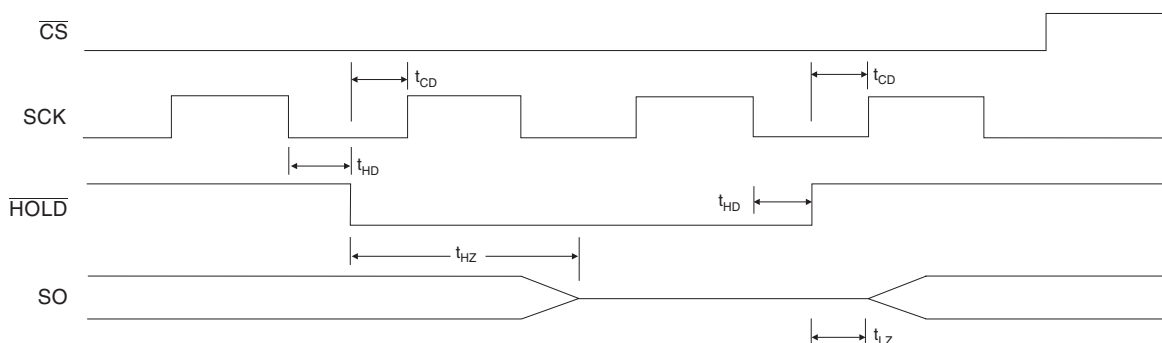 CS
t_CD
t_CD
SCK
t_HD
HOLD
t_HD
t_HZ
SO
t_LZ